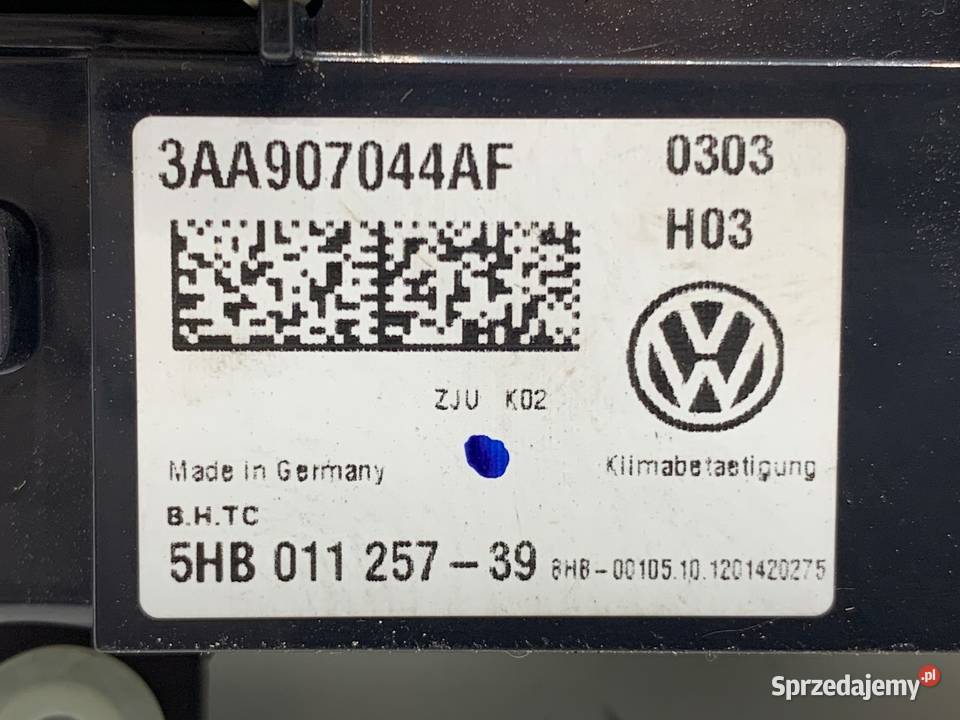 3AA907044AF 0303
H03
ZJU K02
Made in Germany Klimabetaetigung
B.H.TC
5HB 011 257-39 8HB-00105.10.1201420275
Sprzedajemy.pl